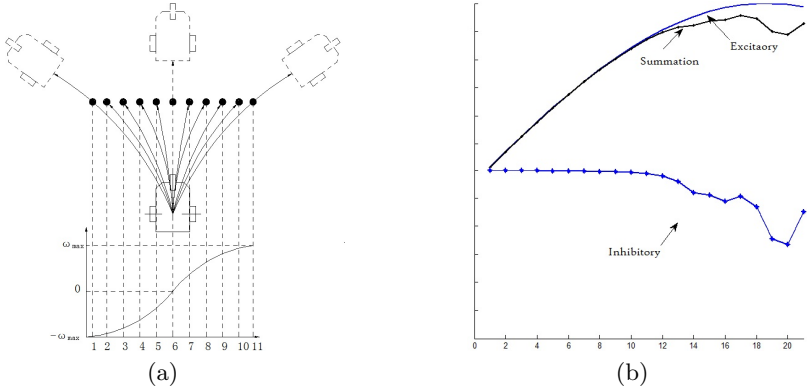 ω max
0
−ω max
1 2 3 4 5 6 7 8 9 10 11
(a)
Excitaory
Summation
Inhibitory
0 2 4 6 8 10 12 14 16 18 20
(b)